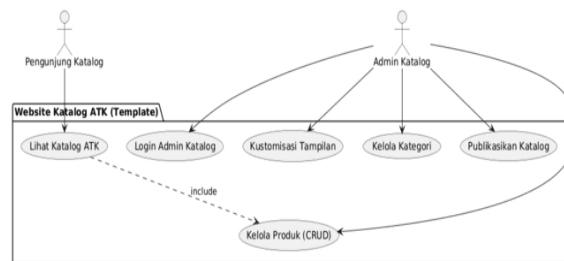 Pengunjung Katalog
Admin Katalog
Website Katalog ATK (Template)
Lihat Katalog ATK
Login Admin Katalog
Kustomisasi Tampilan
Kelola Kategori
Publikasikan Katalog
include
Kelola Produk (CRUD)